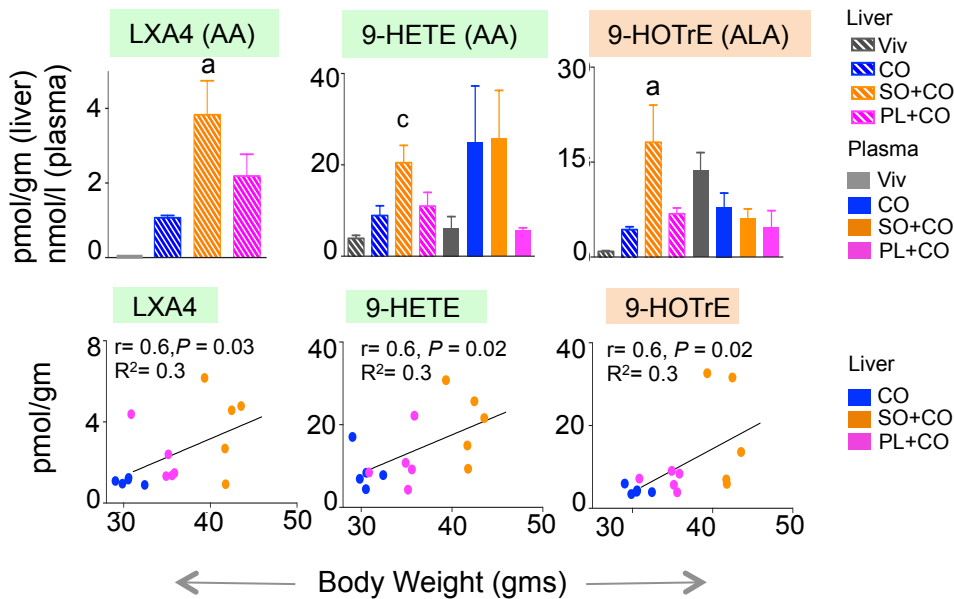 LXA4 (AA)
9-HETE (AA)
9-HOTrE (ALA)
pmol/gm (liver)
nmol/l (plasma)
4
2
0
a
40
20
0
c
30
15
0
a
Liver
Viv
CO
SO+CO
PL+CO
Plasma
Viv
CO
SO+CO
PL+CO
LXA4
9-HETE
9-HOTrE
pmol/gm
8
4
0
r= 0.6, P = 0.03
R²= 0.3
30 40 50
40
20
0
r= 0.6, P = 0.02
R²= 0.3
30 40 50
40
20
0
r= 0.6, P = 0.02
R²= 0.3
30 40 50
Liver
CO
SO+CO
PL+CO
Body Weight (gms)